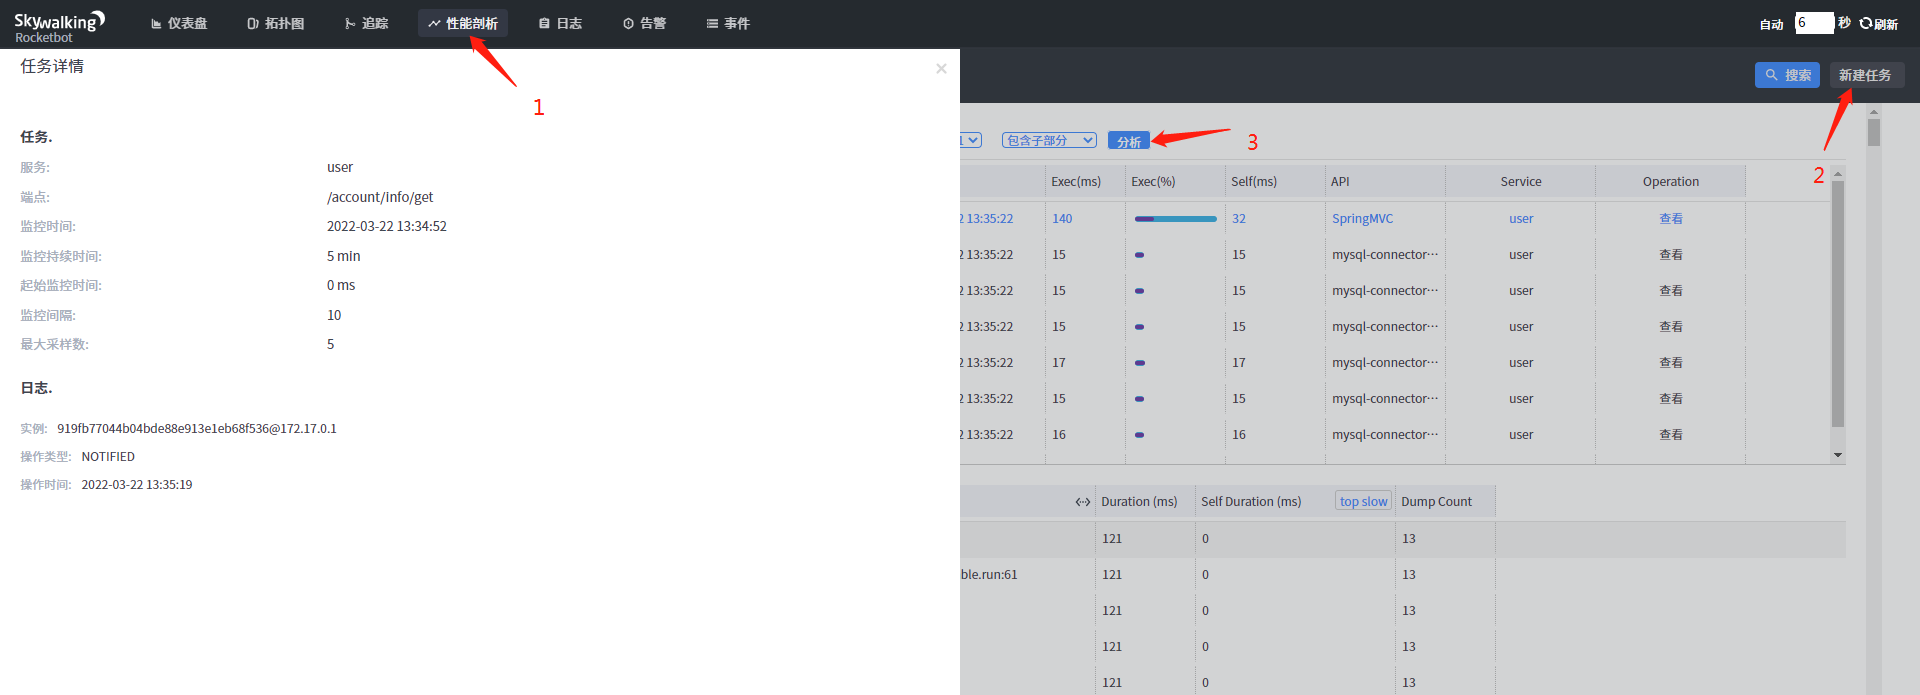 Skywalking
Rocketbot
仪表盘
拓扑图
追踪
性能剖析
日志
告警
事件
自动 6 秒 刷新
任务详情 ×
搜索 新建任务
1
任务.
服务: user
端点: /account/info/get
监控时间: 2022-03-22 13:34:52
监控持续时间: 5 min
起始监控时间: 0 ms
监控间隔: 10
最大采样数: 5
日志.
实例: 919fb77044b04bde88e913e1eb68f536@172.17.0.1
操作类型: NOTIFIED
操作时间: 2022-03-22 13:35:19
1 包含子部分 分析 3
2
Exec(ms) Exec(%) Self(ms) API Service Operation
2 13:35:22 140 32 SpringMVC user 查看
2 13:35:22 15 15 mysql-connector··· user 查看
2 13:35:22 15 15 mysql-connector··· user 查看
2 13:35:22 15 15 mysql-connector··· user 查看
2 13:35:22 17 17 mysql-connector··· user 查看
2 13:35:22 15 15 mysql-connector··· user 查看
2 13:35:22 16 16 mysql-connector··· user 查看
Duration (ms) Self Duration (ms) top slow Dump Count
121 0 13
ble.run:61 121 0 13
121 0 13
121 0 13
121 0 13